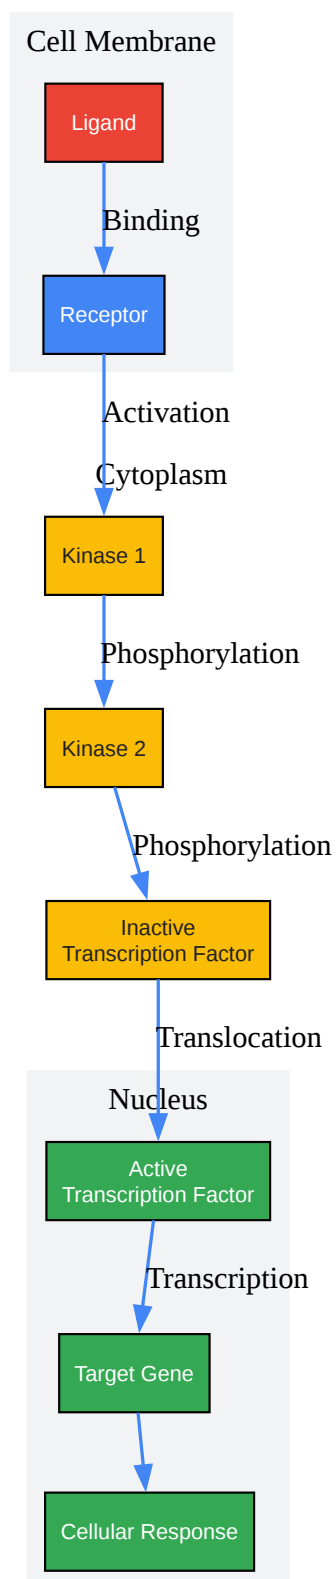 Cell Membrane
Ligand
Binding
Receptor
Activation
Cytoplasm
Kinase 1
Phosphorylation
Kinase 2
Phosphorylation
Inactive
Transcription Factor
Translocation
Nucleus
Active
Transcription Factor
Transcription
Target Gene
Cellular Response